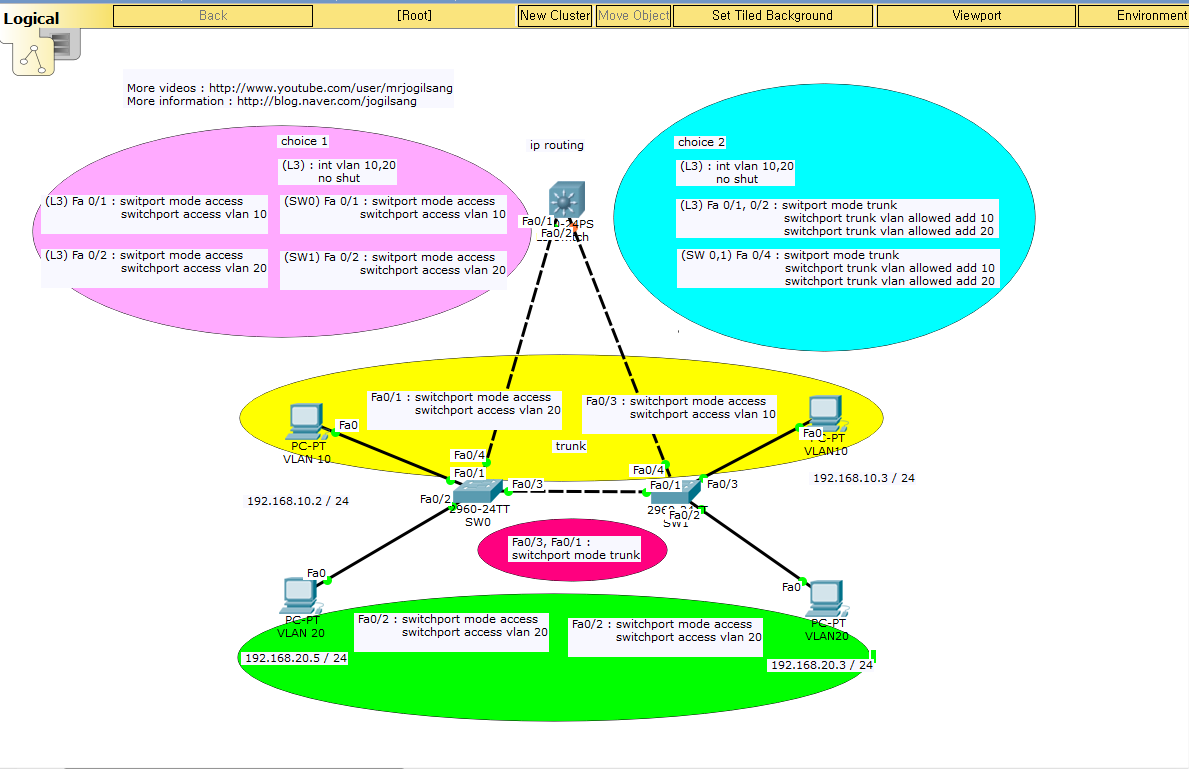 Logical
Back
[Root]
New Cluster
Move Object
Set Tiled Background
Viewport
Environment
More videos : http://www.youtube.com/user/mrjogilsang
More information : http://blog.naver.com/jogilsang
choice 1
(L3) : int vlan 10,20
no shut
(L3) Fa 0/1 : switport mode access
switchport access vlan 10
(SW0) Fa 0/1 : switport mode access
switchport access vlan 10
(L3) Fa 0/2 : switport mode access
switchport access vlan 20
(SW1) Fa 0/2 : switport mode access
switchport access vlan 20
ip routing
Fa0/1
-24PS
Fa0/2
choice 2
(L3) : int vlan 10,20
no shut
(L3) Fa 0/1, 0/2 : switport mode trunk
switchport trunk vlan allowed add 10
switchport trunk vlan allowed add 20
(SW 0,1) Fa 0/4 : switport mode trunk
switchport trunk vlan allowed add 10
switchport trunk vlan allowed add 20
Fa0/1 : switchport mode access
switchport access vlan 20
Fa0/3 : switchport mode access
switchport access vlan 10
Fa0
PC-PT
VLAN 10
trunk
Fa0
C-PT
VLAN10
192.168.10.2 / 24
192.168.10.3 / 24
Fa0/4
Fa0/1
Fa0/2
Fa0/3
2960-24TT
SW0
Fa0/4
Fa0/1
Fa0/3
Fa0/2
SW1
Fa0/3, Fa0/1 :
switchport mode trunk
Fa0
PC-PT
VLAN 20
Fa0
PC-PT
VLAN20
Fa0/2 : switchport mode access
switchport access vlan 20
Fa0/2 : switchport mode access
switchport access vlan 20
192.168.20.5 / 24
192.168.20.3 / 24